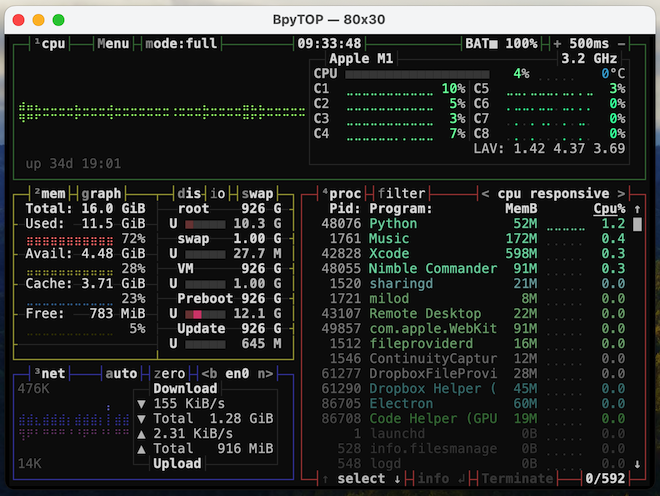 BpyTOP — 80x30
¹cpu Menu mode:full 09:33:48 BAT■ 100% + 500ms −
Apple M1 3.2 GHz
CPU 4% 0°C
C1 10% C5 3%
C2 5% C6 0%
C3 3% C7 0%
C4 7% C8 0%
LAV: 1.42 4.37 3.69
up 34d 19:01
²mem graph
Total: 16.0 GiB
Used: 11.5 GiB
72%
Avail: 4.48 GiB
28%
Cache: 3.71 GiB
23%
Free: 783 MiB
5%
dis io swap
root 926 G
U 10.3 G
swap 1.00 G
U 27.7 M
VM 926 G
U 1.00 G
Preboot 926 G
U 12.1 G
Update 926 G
U 645 M
³net auto zero <b en0 n>
476K
14K
Download
▼ 155 KiB/s
▼ Total 1.28 GiB
▲ 2.31 KiB/s
▲ Total 916 MiB
Upload
⁴proc filter < cpu responsive >
Pid: Program: MemB Cpu% ↑
48076 Python 52M 1.2
1761 Music 172M 0.4
42828 Xcode 598M 0.3
48055 Nimble Commander 91M 0.3
1520 sharingd 21M 0.0
1721 milod 8M 0.0
43107 Remote Desktop 22M 0.0
49857 com.apple.WebKit 91M 0.0
1512 fileproviderd 16M 0.0
1546 ContinuityCaptur 12M 0.0
61277 DropboxFileProvi 28M 0.0
61290 Dropbox Helper ( 45M 0.0
86705 Electron 60M 0.0
86708 Code Helper (GPU 19M 0.0
1 launchd 0B 0.0
528 info.filesmanage 0B 0.0
548 logd 0B 0.0 ↓
↑ select ↓ info ↲ Terminate 0/592